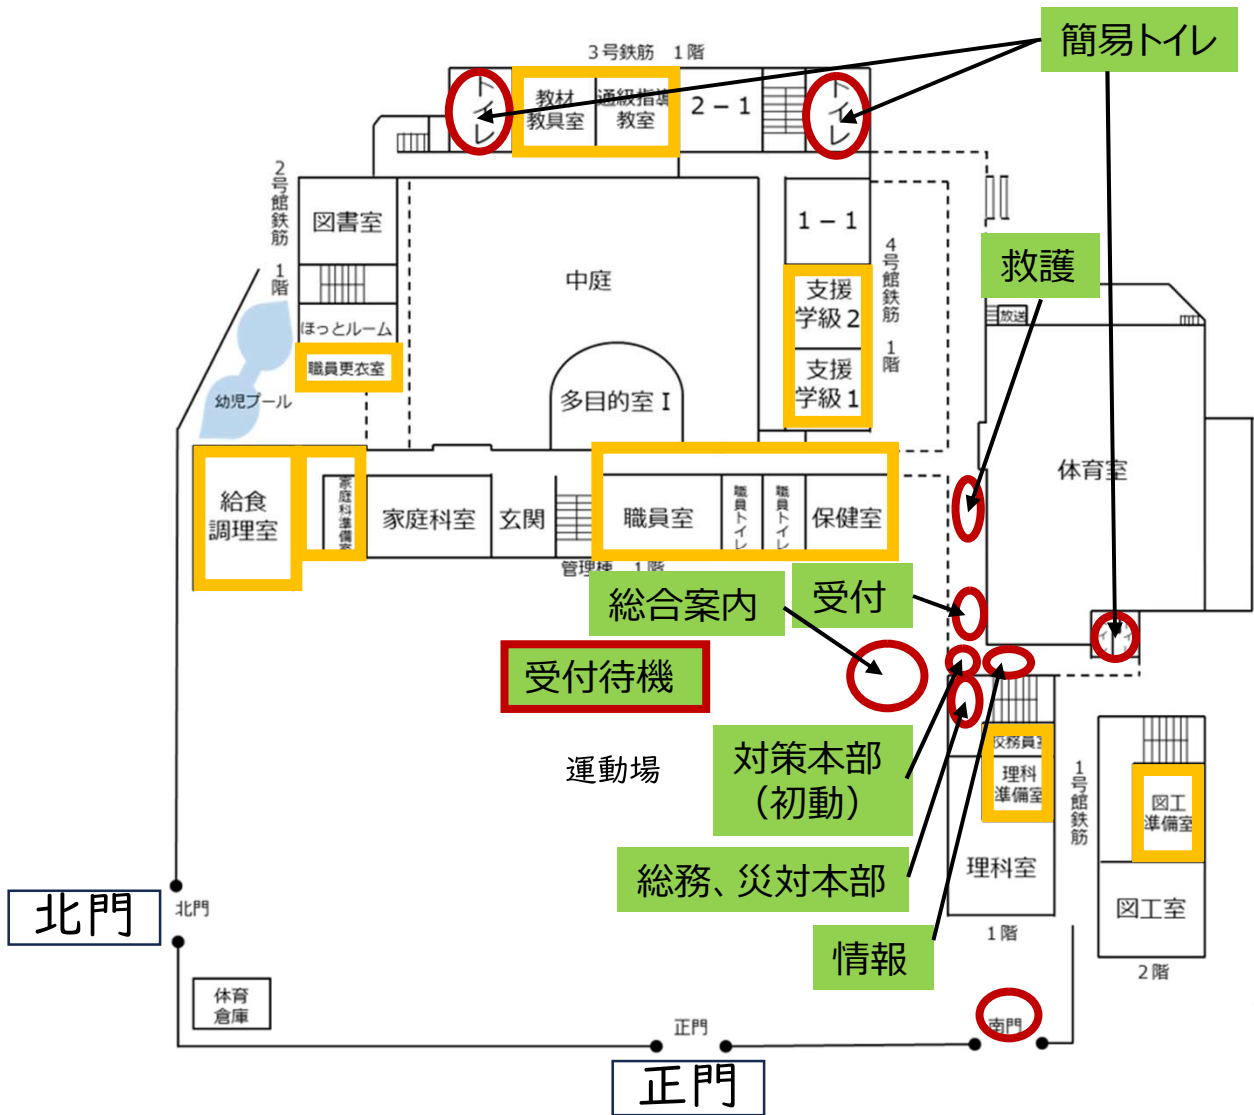 簡易トイレ
3号鉄筋 1階
トイレ
教材
教具室
通級指導
教室
2-1
トイレ
2号館鉄筋 1階
図書室
1-1
4号館鉄筋 1階
救護
中庭
支援
学級2
放送
ほっとルーム
職員更衣室
支援
学級1
幼児プール
多目的室Ⅰ
体育室
給食
調理室
家庭科準備室
家庭科室
玄関
職員室
職員トイレ
職員トイレ
保健室
管理棟 1階
総合案内
受付
受付待機
運動場
対策本部
(初動)
校務員室
理科
準備室
1号館鉄筋
図工
準備室
総務、災対本部
理科室
図工室
北門
北門
情報
1階
2階
体育
倉庫
正門
南門
正門